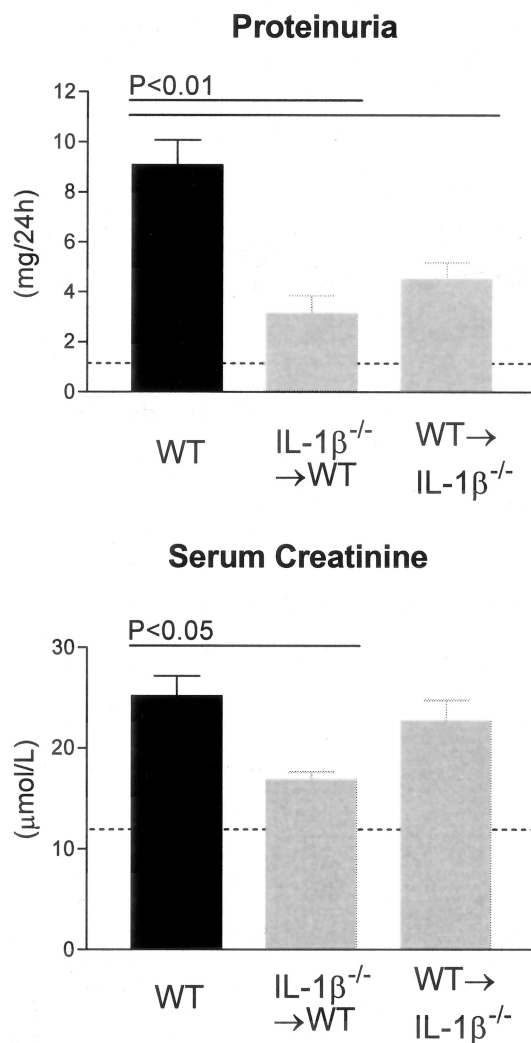 Proteinuria
P<0.01
12
10
8
6
4
2
0
(mg/24h)
WT
IL-1β-/-
→WT
WT→
IL-1β-/-
Serum Creatinine
P<0.05
30
20
10
0
(μmol/L)
WT
IL-1β-/-
→WT
WT→
IL-1β-/-